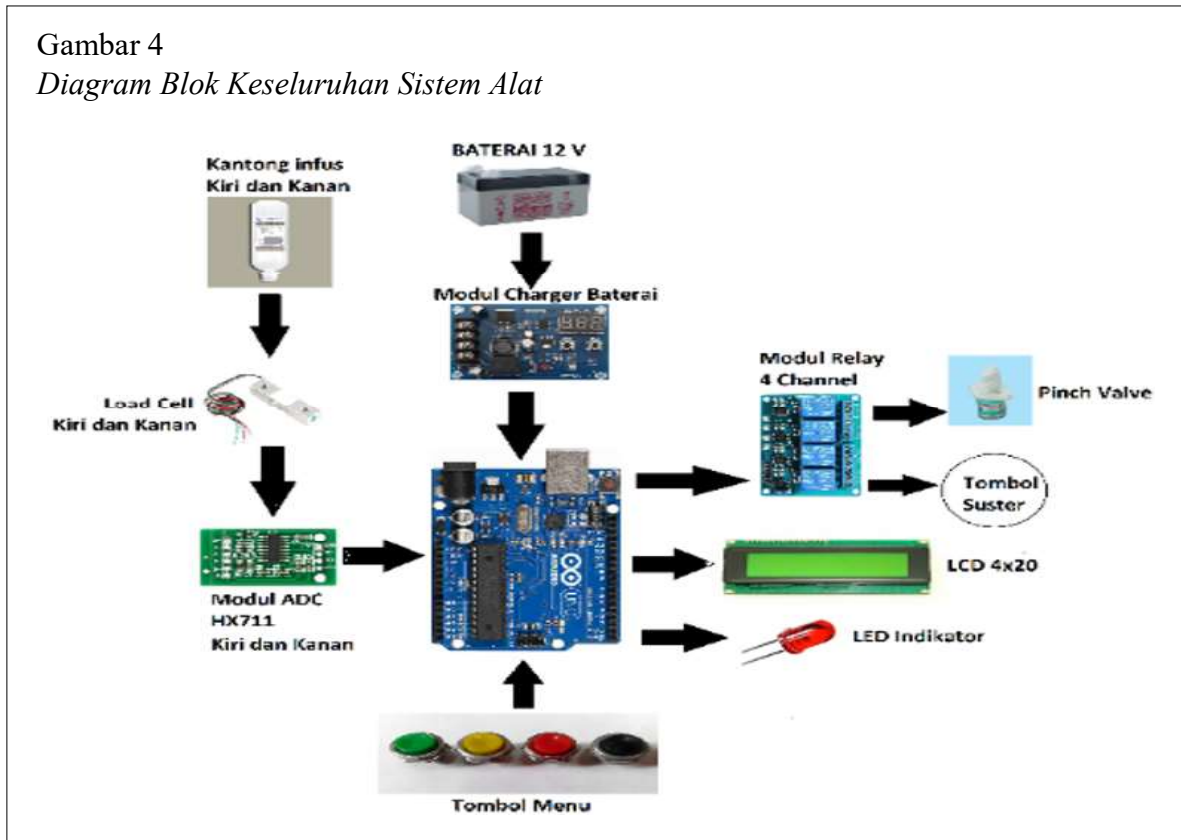 Gambar 4
Diagram Blok Keseluruhan Sistem Alat
Kantong infus
Kiri dan Kanan
BATERAI 12 V
Modul Charger Baterai
Load Cell
Kiri dan Kanan
Modul Relay
4 Channel
Pinch Valve
Tombol
Suster
Modul ADC
HX711
Kiri dan Kanan
ARDUINO
LCD 4x20
LED Indikator
Tombol Menu